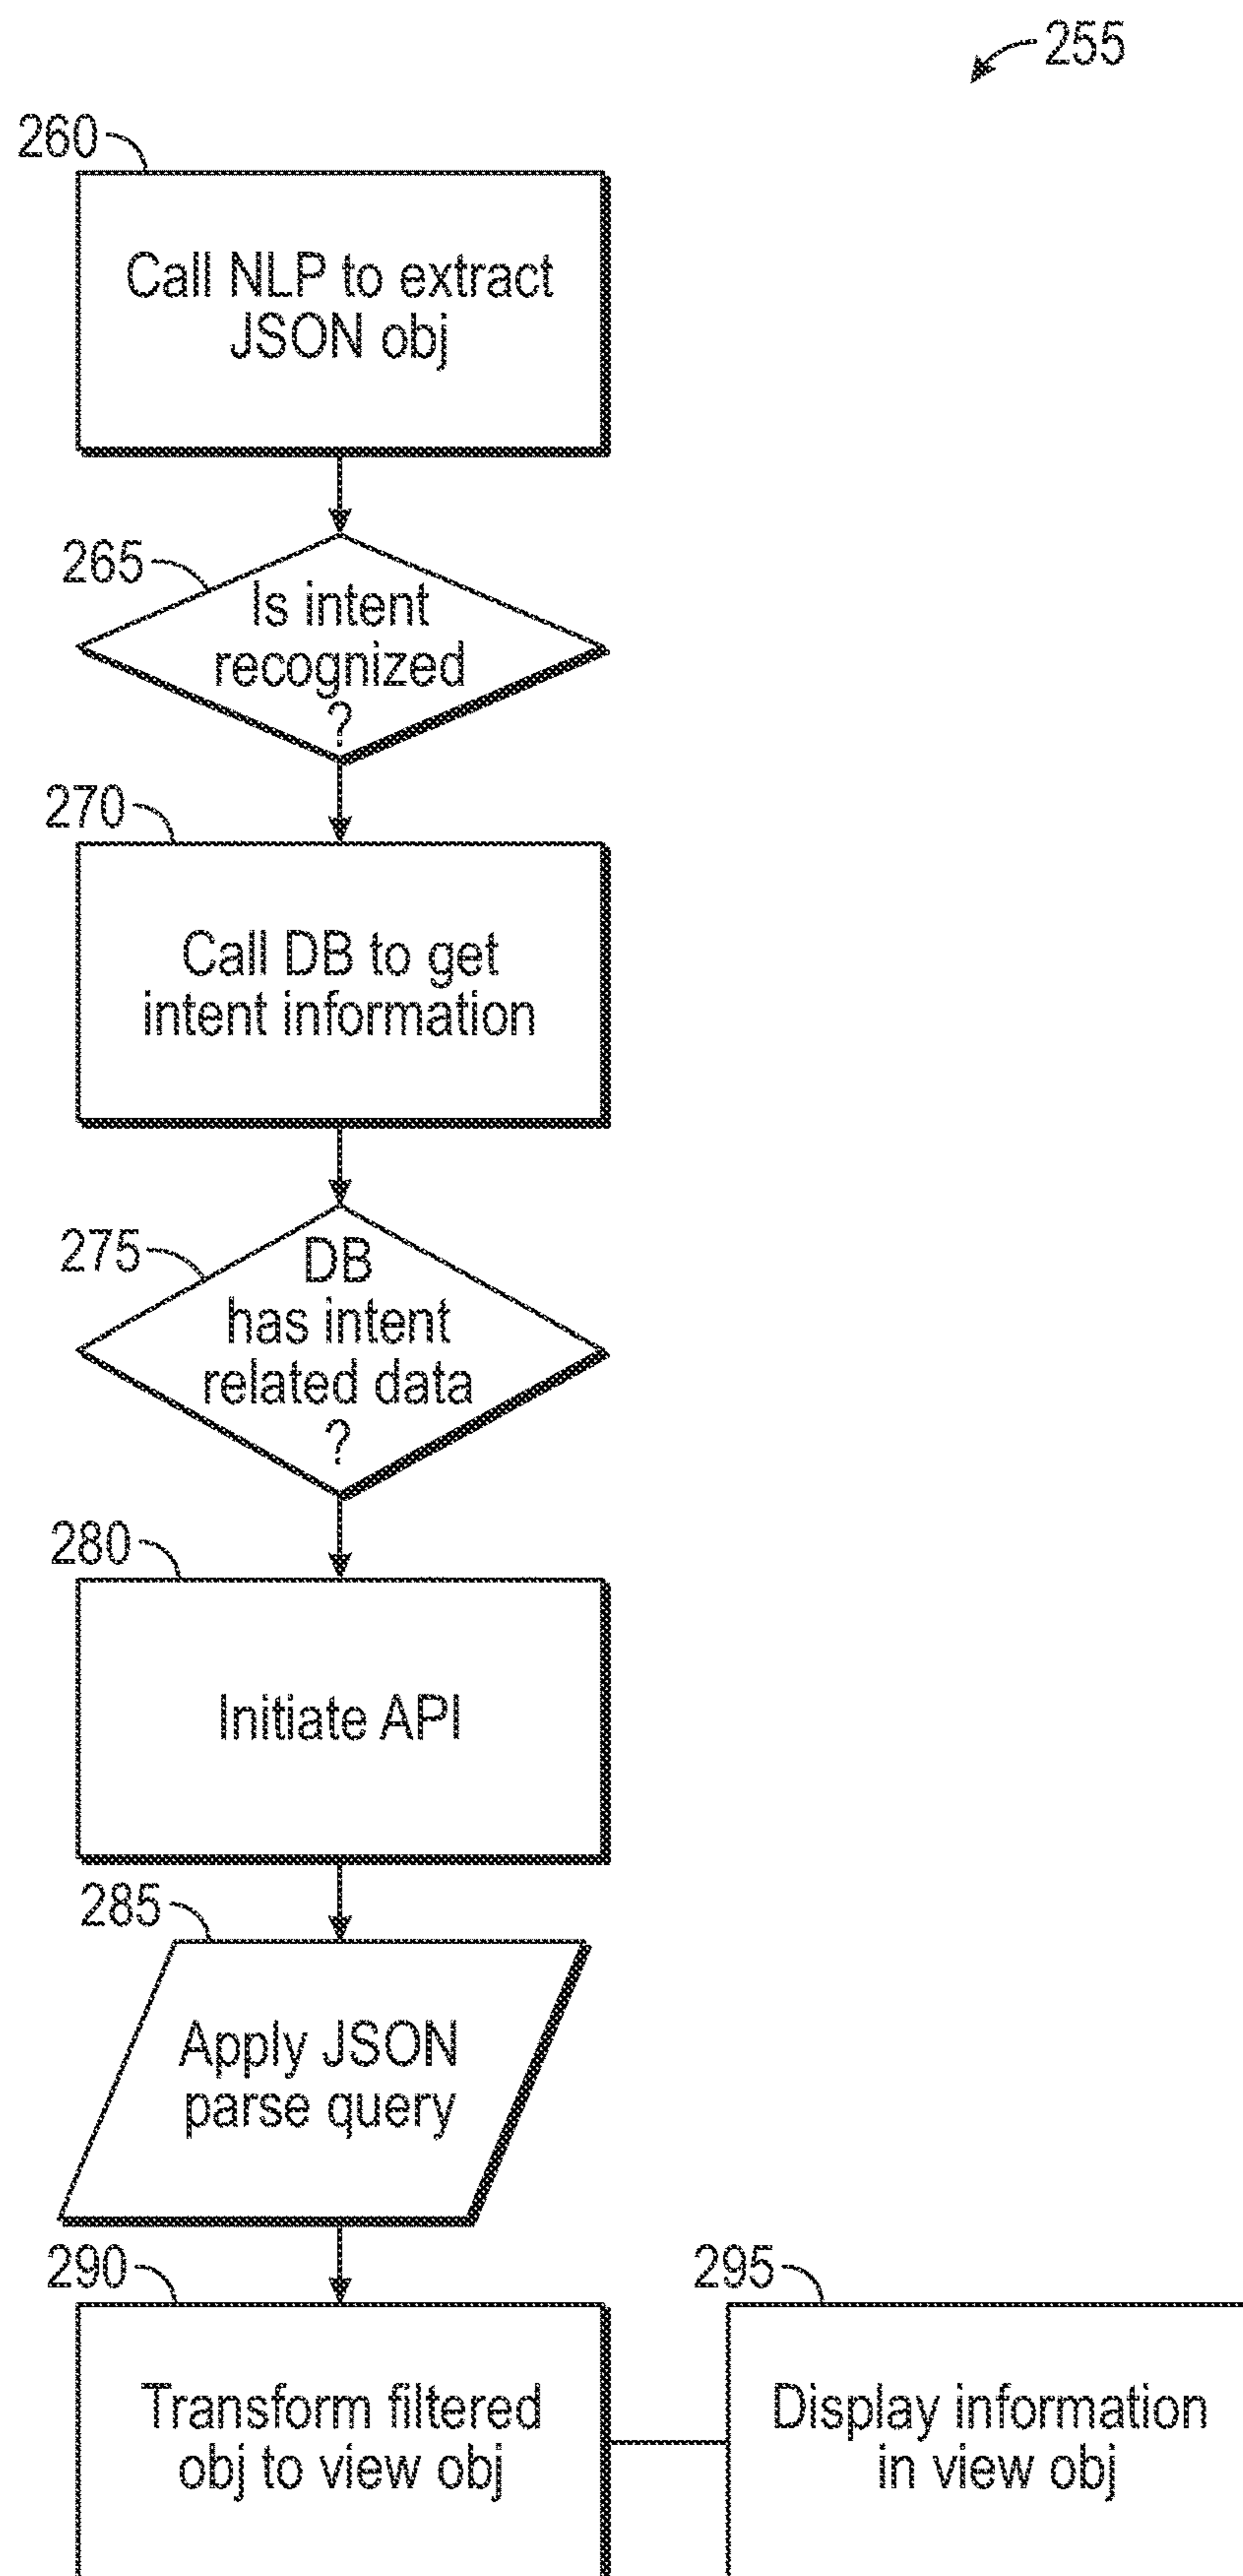 255
260
Call NLP to extract
JSON obj
265
Is intent
recognized
?
270
Call DB to get
intent information
275
DB
has intent
related data
?
280
Initiate API
285
Apply JSON
parse query
290
Transform filtered
obj to view obj
295
Display information
in view obj